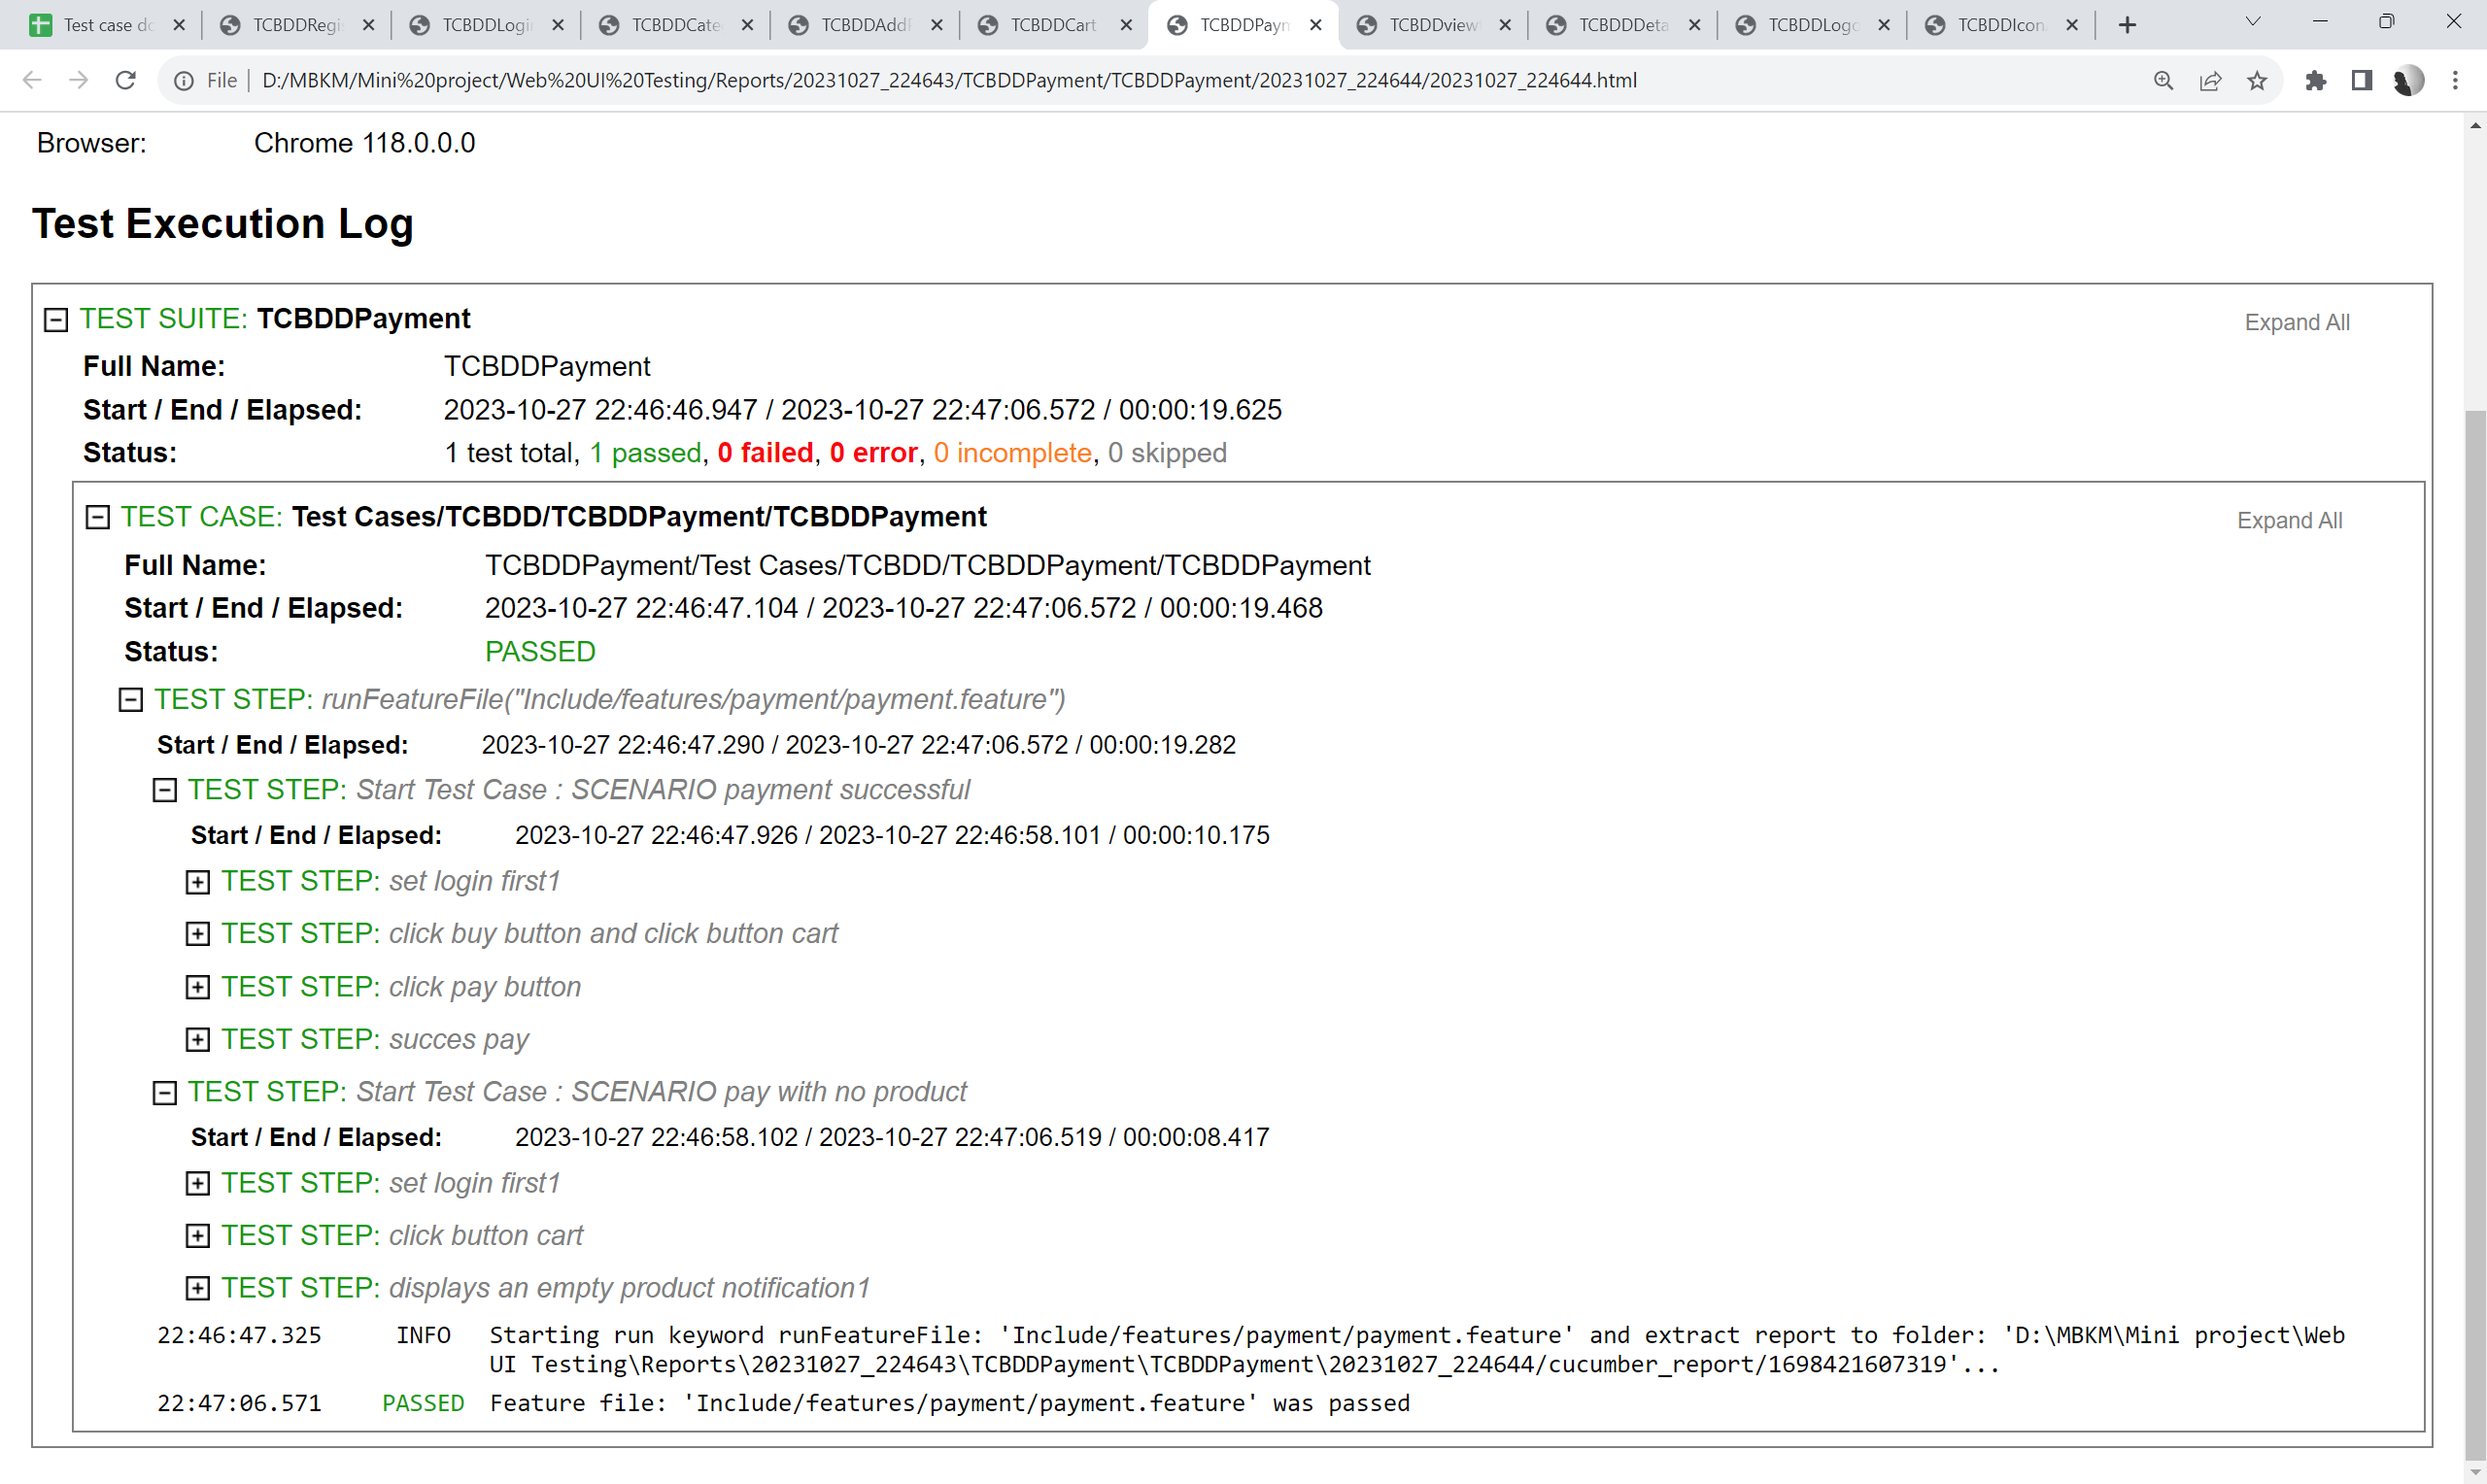 Test case do TCBDDRegis TCBDDLogin TCBDDCate TCBDDAddP TCBDDCart TCBDDPaym TCBDDview TCBDDDeta TCBDDLogo TCBDDIcon
File D:/MBKM/Mini%20project/Web%20UI%20Testing/Reports/20231027_224643/TCBDDPayment/TCBDDPayment/20231027_224644/20231027_224644.html
Browser: Chrome 118.0.0.0
Test Execution Log
TEST SUITE: TCBDDPayment Expand All
Full Name: TCBDDPayment
Start / End / Elapsed: 2023-10-27 22:46:46.947 / 2023-10-27 22:47:06.572 / 00:00:19.625
Status: 1 test total, 1 passed, 0 failed, 0 error, 0 incomplete, 0 skipped
TEST CASE: Test Cases/TCBDD/TCBDDPayment/TCBDDPayment Expand All
Full Name: TCBDDPayment/Test Cases/TCBDD/TCBDDPayment/TCBDDPayment
Start / End / Elapsed: 2023-10-27 22:46:47.104 / 2023-10-27 22:47:06.572 / 00:00:19.468
Status: PASSED
TEST STEP: runFeatureFile("Include/features/payment/payment.feature")
Start / End / Elapsed: 2023-10-27 22:46:47.290 / 2023-10-27 22:47:06.572 / 00:00:19.282
TEST STEP: Start Test Case : SCENARIO payment successful
Start / End / Elapsed: 2023-10-27 22:46:47.926 / 2023-10-27 22:46:58.101 / 00:00:10.175
TEST STEP: set login first1
TEST STEP: click buy button and click button cart
TEST STEP: click pay button
TEST STEP: succes pay
TEST STEP: Start Test Case : SCENARIO pay with no product
Start / End / Elapsed: 2023-10-27 22:46:58.102 / 2023-10-27 22:47:06.519 / 00:00:08.417
TEST STEP: set login first1
TEST STEP: click button cart
TEST STEP: displays an empty product notification1
22:46:47.325 INFO Starting run keyword runFeatureFile: 'Include/features/payment/payment.feature' and extract report to folder: 'D:\MBKM\Mini project\Web
UI Testing\Reports\20231027_224643\TCBDDPayment\TCBDDPayment\20231027_224644/cucumber_report/1698421607319'...
22:47:06.571 PASSED Feature file: 'Include/features/payment/payment.feature' was passed